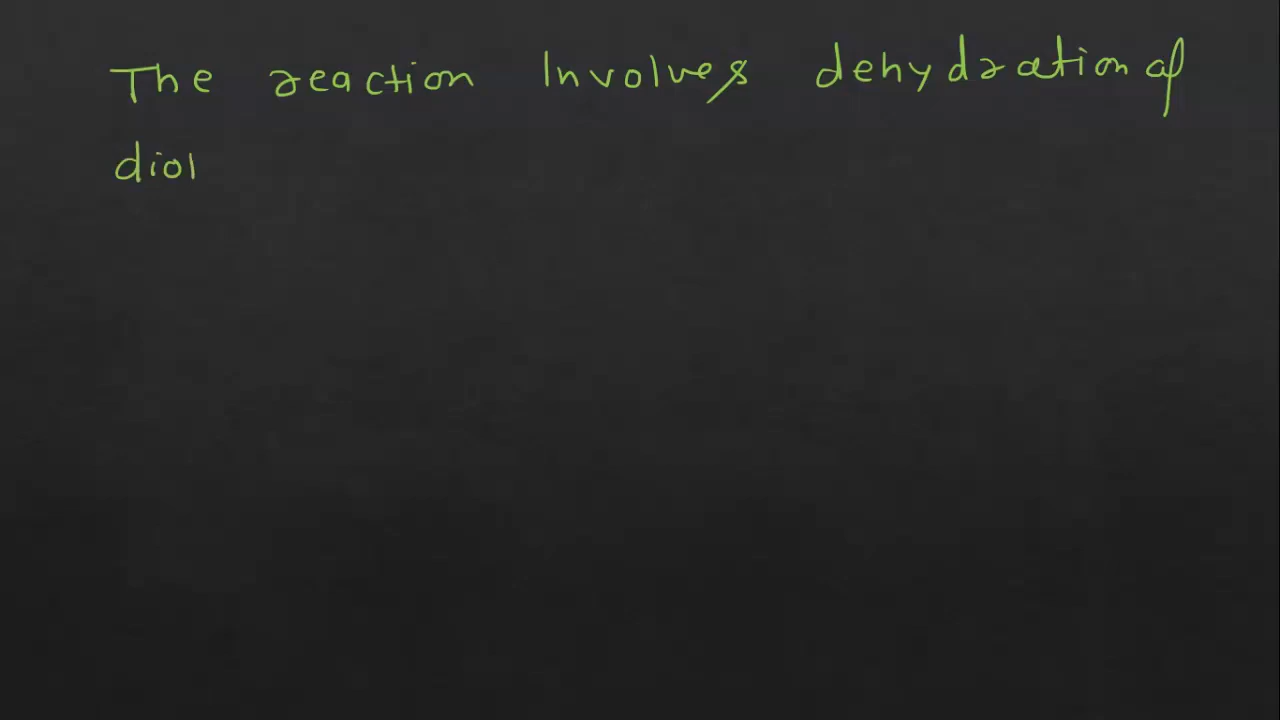 The reaction Involves dehydration of
diol